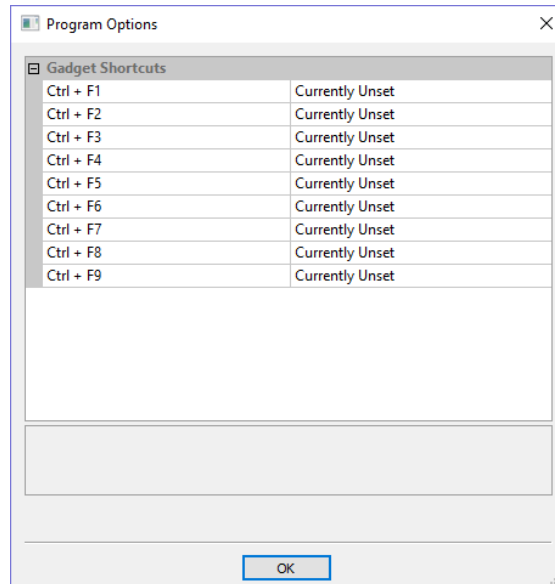 Program Options
Gadget Shortcuts
Ctrl + F1 Currently Unset
Ctrl + F2 Currently Unset
Ctrl + F3 Currently Unset
Ctrl + F4 Currently Unset
Ctrl + F5 Currently Unset
Ctrl + F6 Currently Unset
Ctrl + F7 Currently Unset
Ctrl + F8 Currently Unset
Ctrl + F9 Currently Unset
OK